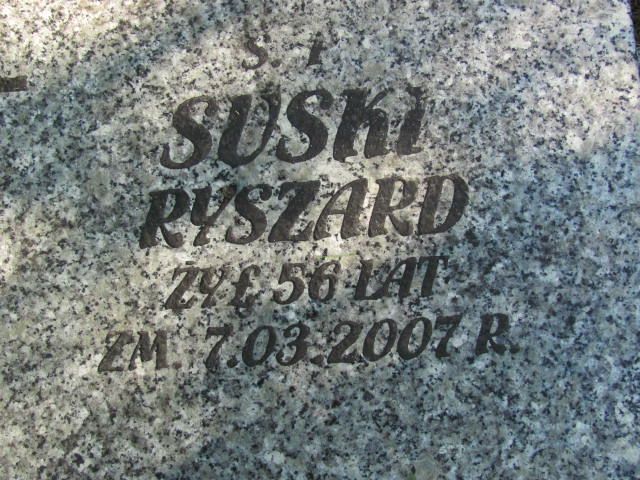 Ś. P
SUSKI
RYSZARD
ŻYŁ 56 LAT
ZM. 7.03.2007 R.